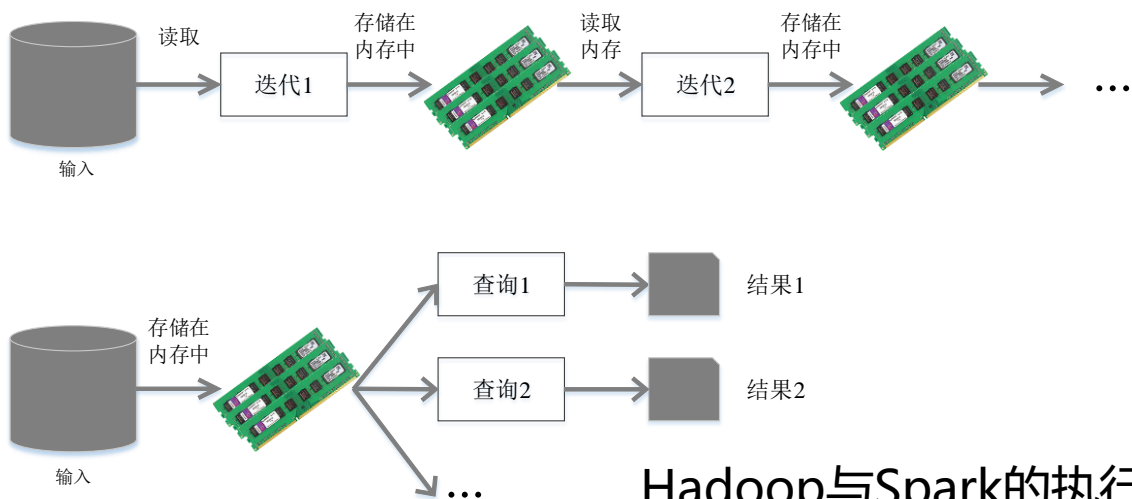 读取
迭代1
存储在
内存中
读取
内存
迭代2
存储在
内存中
...
输入
存储在
内存中
查询1
结果1
查询2
结果2
...
输入
Hadoop与Spark的执行